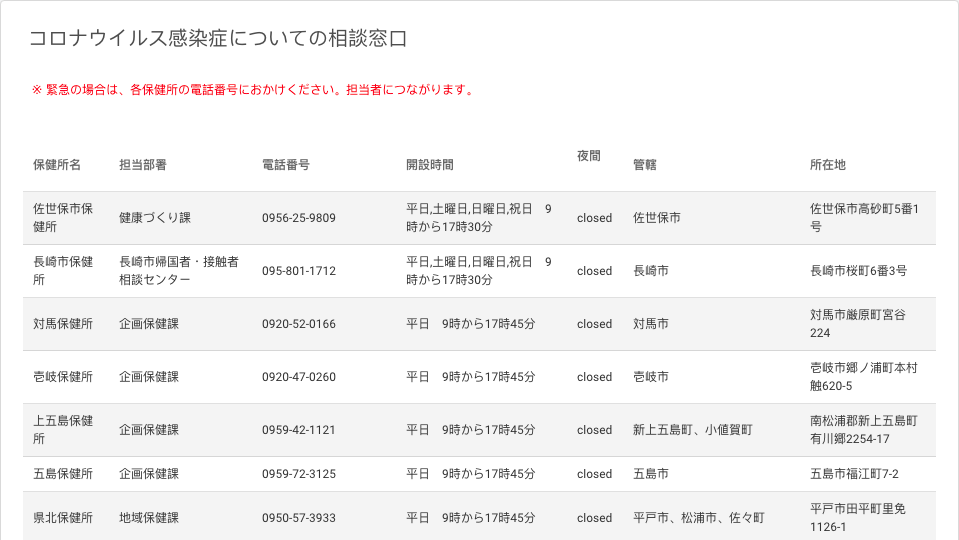 コロナウイルス感染症についての相談窓口
※ 緊急の場合は、各保健所の電話番号におかけください。担当者につながります。
保健所名 担当部署 電話番号 開設時間 夜間 管轄 所在地
佐世保市保 健康づくり課 0956-25-9809 平日,土曜日,日曜日,祝日　9 closed 佐世保市 佐世保市高砂町5番1
健所 時から17時30分 号
長崎市保健 長崎市帰国者・接触者 095-801-1712 平日,土曜日,日曜日,祝日　9 closed 長崎市 長崎市桜町6番3号
所 相談センター 時から17時30分
対馬保健所 企画保健課 0920-52-0166 平日　9時から17時45分 closed 対馬市 対馬市厳原町宮谷
224
壱岐保健所 企画保健課 0920-47-0260 平日　9時から17時45分 closed 壱岐市 壱岐市郷ノ浦町本村
触620-5
上五島保健 企画保健課 0959-42-1121 平日　9時から17時45分 closed 新上五島町、小値賀町 南松浦郡新上五島町
所 有川郷2254-17
五島保健所 企画保健課 0959-72-3125 平日　9時から17時45分 closed 五島市 五島市福江町7-2
県北保健所 地域保健課 0950-57-3933 平日　9時から17時45分 closed 平戸市、松浦市、佐々町 平戸市田平町里免
1126-1